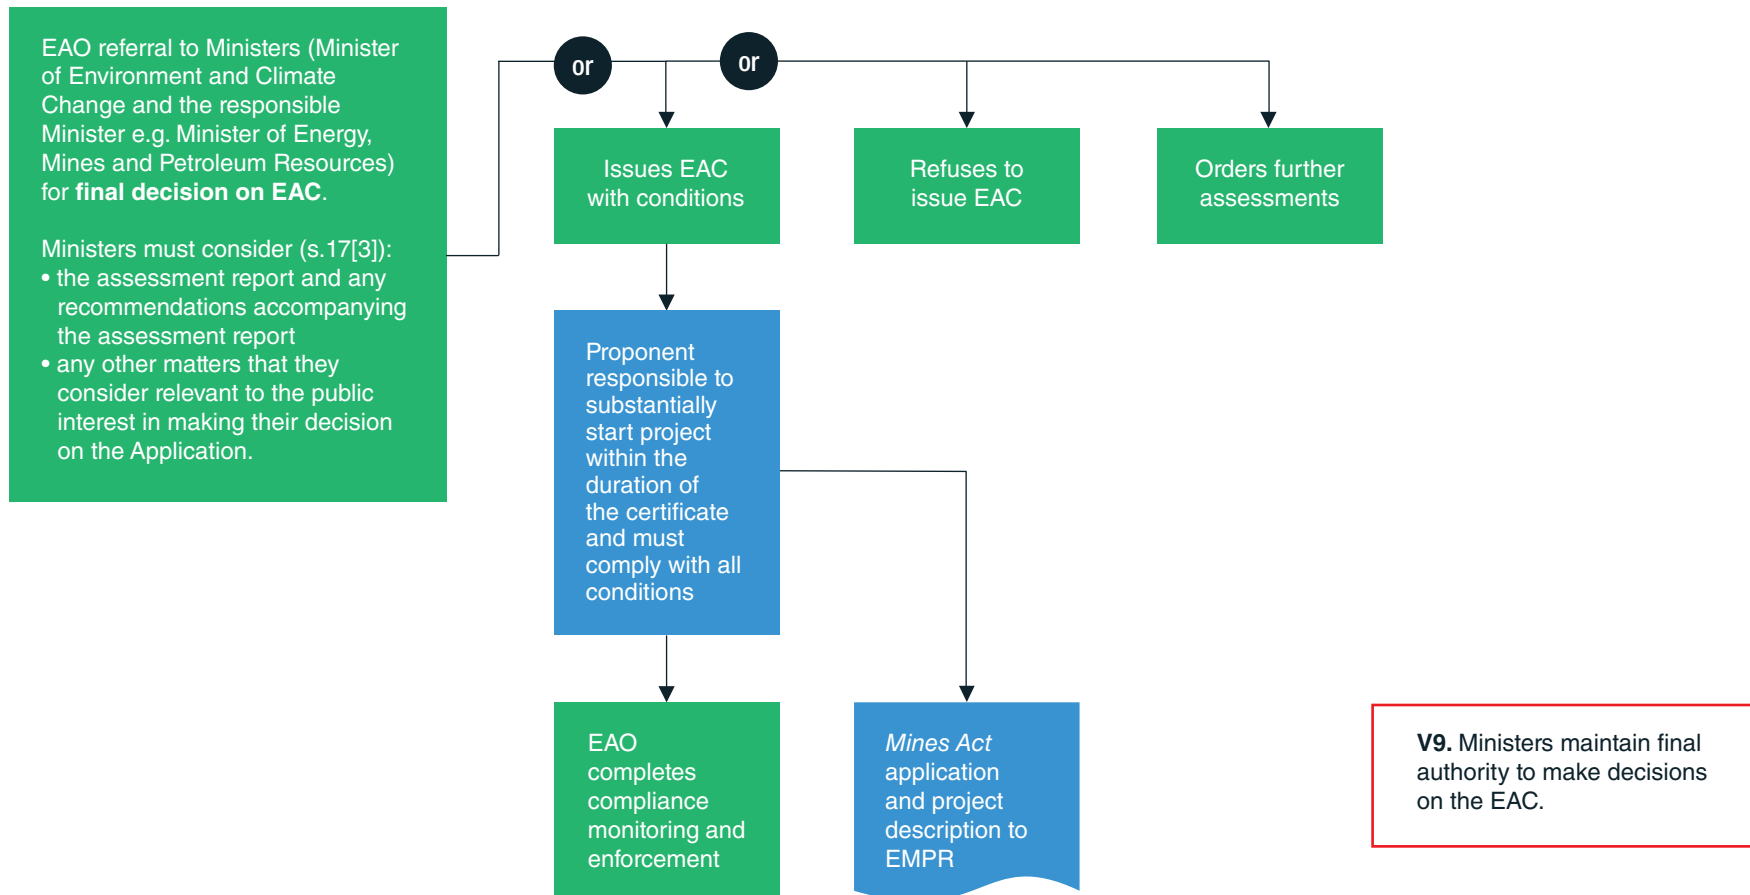 EAO referral to Ministers (Minister
of Environment and Climate
Change and the responsible
Minister e.g. Minister of Energy,
Mines and Petroleum Resources)
for final decision on EAC.
Ministers must consider (s.17[3]):
• the assessment report and any
recommendations accompanying
the assessment report
• any other matters that they
consider relevant to the public
interest in making their decision
on the Application.
or
or
Issues EAC
with conditions
Refuses to
issue EAC
Orders further
assessments
Proponent
responsible to
substantially
start project
within the
duration of
the certificate
and must
comply with all
conditions
EAO
completes
compliance
monitoring and
enforcement
Mines Act
application
and project
description to
EMPR
V9. Ministers maintain final
authority to make decisions
on the EAC.